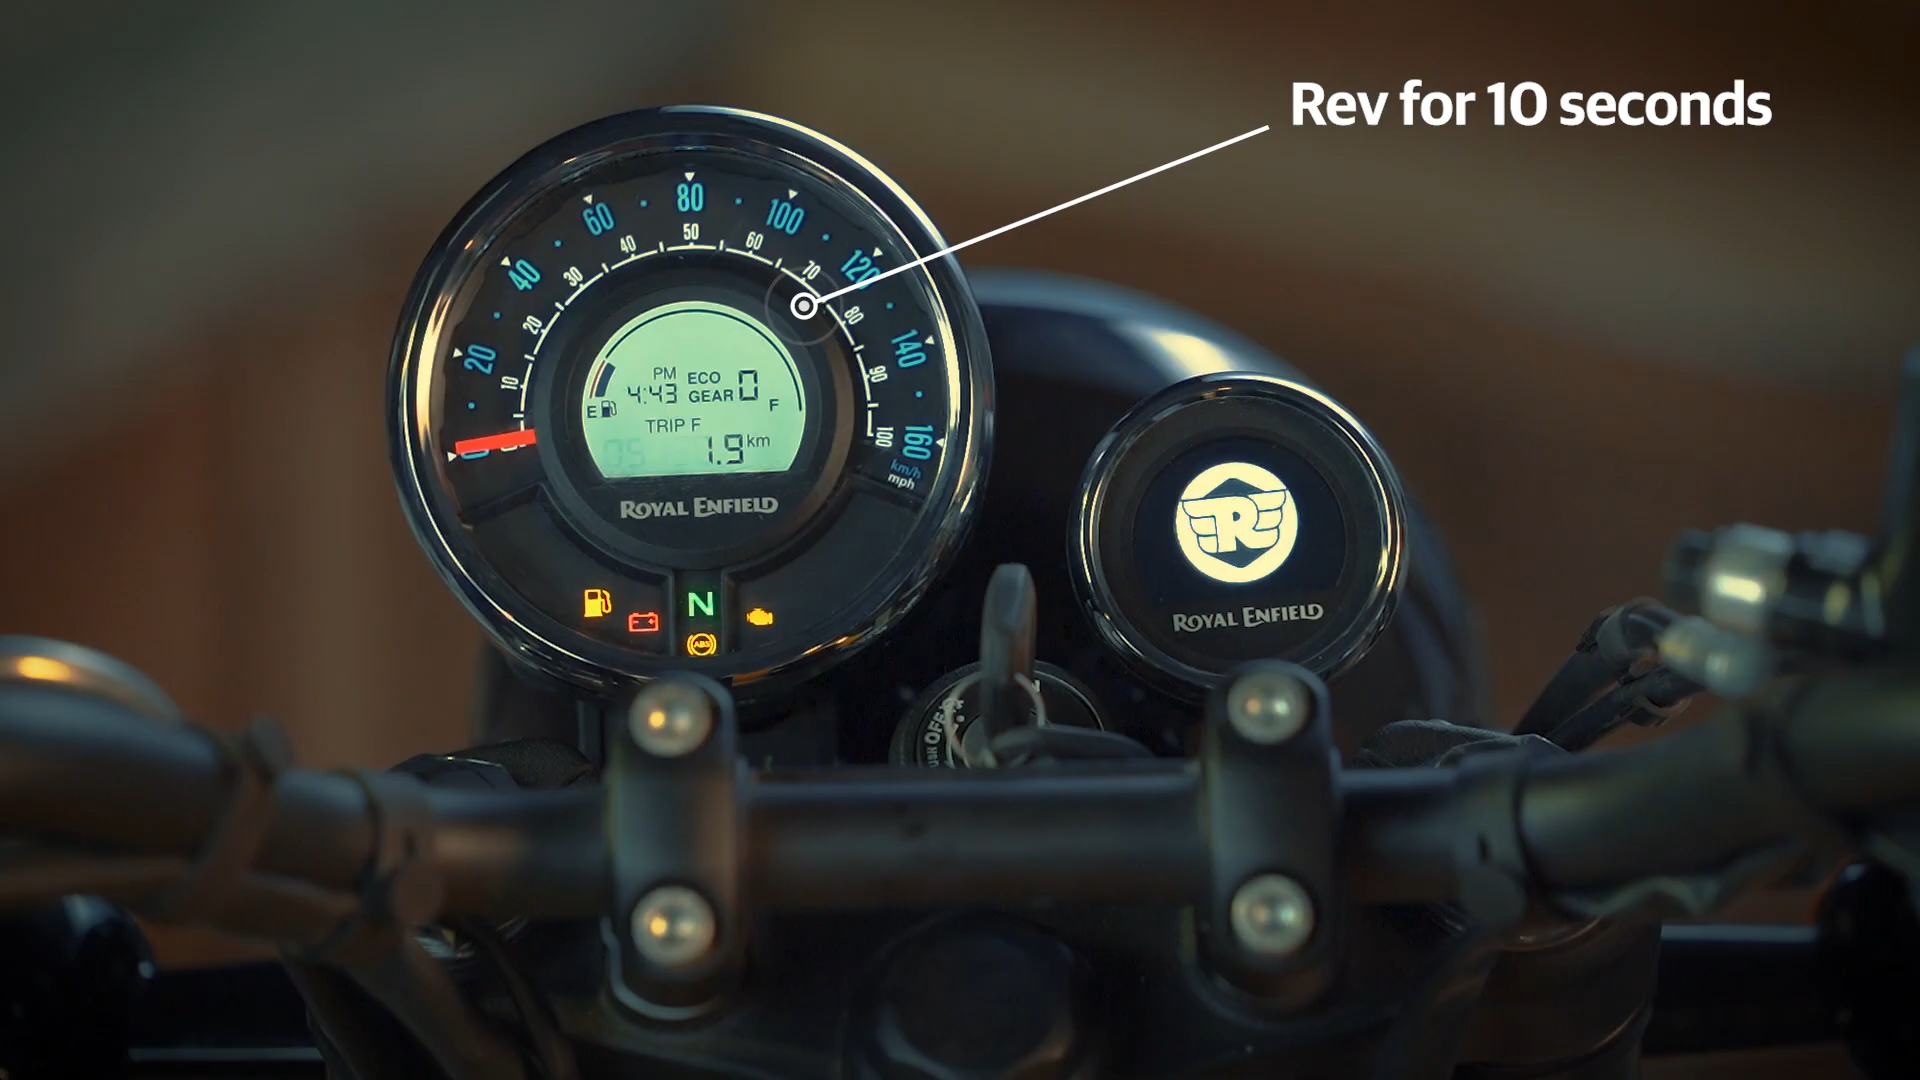 Rev for 10 seconds
0 20 40 60 80 100 120 140 160
10 20 30 40 50 60 70 80 90 100
km/h
mph
PM
4:43
ECO
GEAR 0
E
F
TRIP F
1.9 km
ROYAL ENFIELD
N
ABS
R
ROYAL ENFIELD
OFF